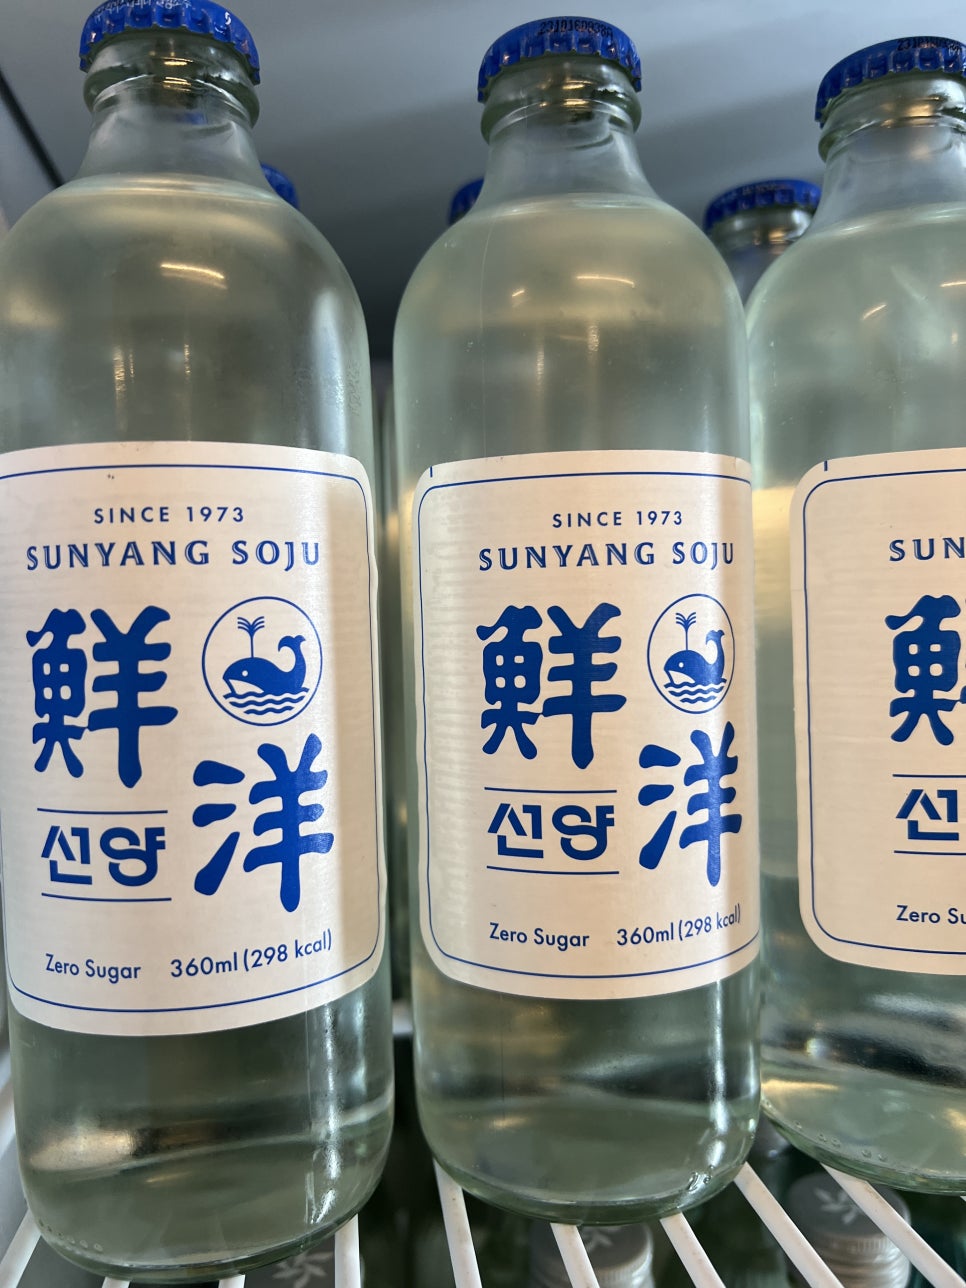 SINCE 1973
SUNYANG SOJU
鮮
洋
선양
Zero Sugar 360ml (298 kcal)
SINCE 1973
SUNYANG SOJU
鮮
洋
선양
Zero Sugar 360ml (298 kcal)
SUN
선
Zero Su